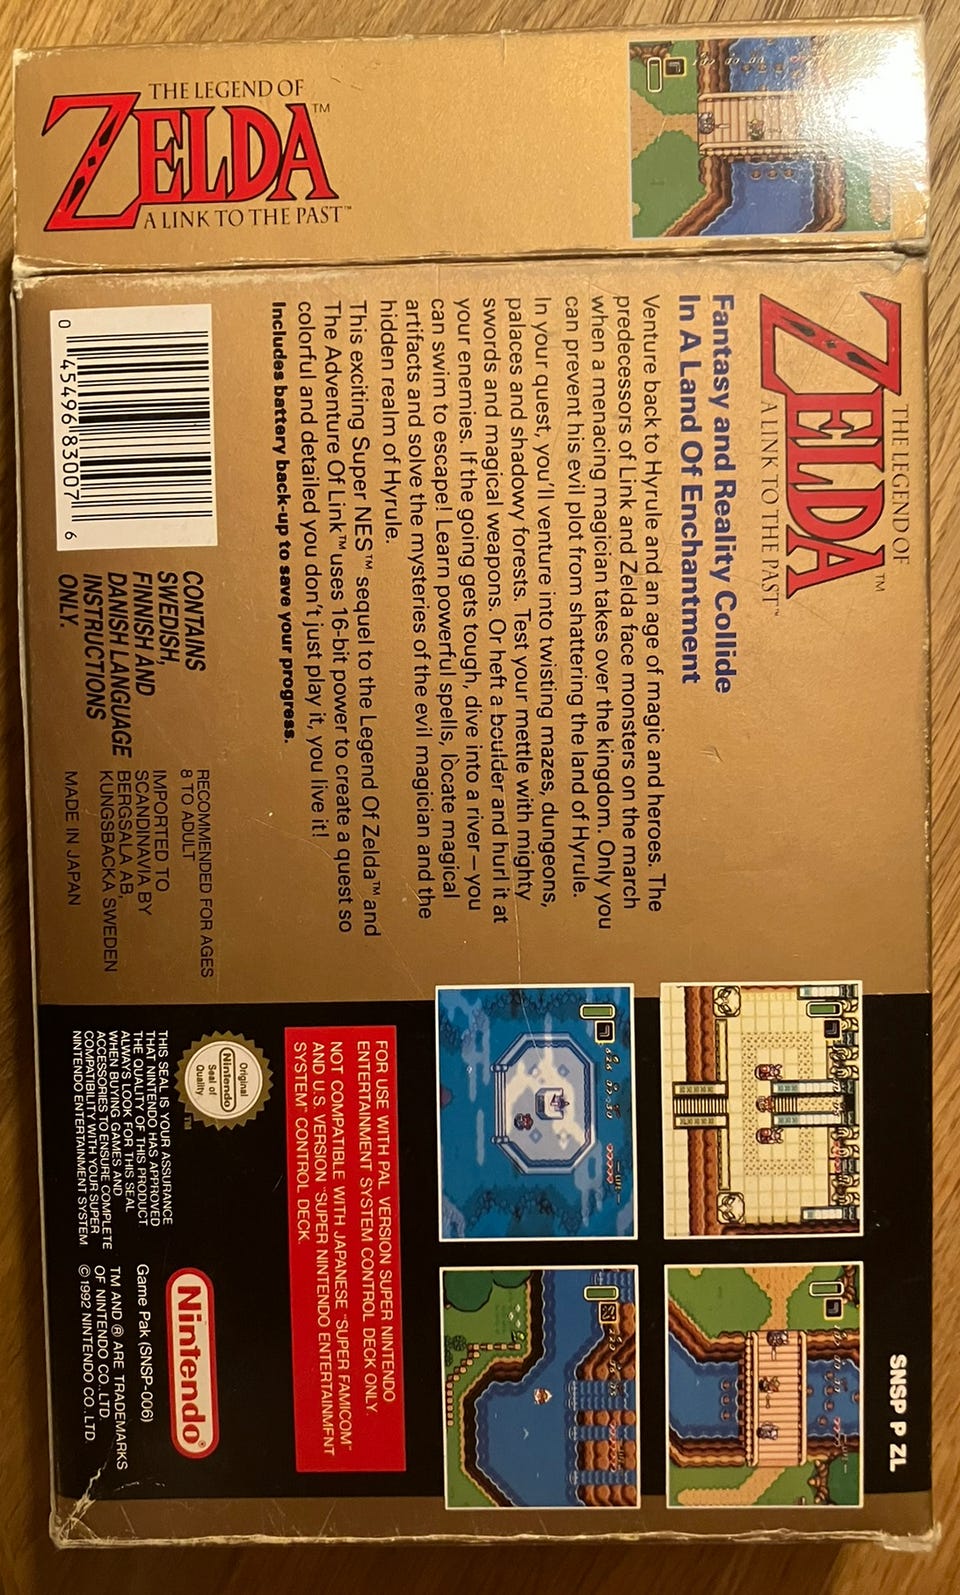 THE LEGEND OF
ZELDA™
A LINK TO THE PAST™
THE LEGEND OF
ZELDA™
A LINK TO THE PAST™
Fantasy and Reality Collide
In A Land Of Enchantment
Venture back to Hyrule and an age of magic and heroes. The
predecessors of Link and Zelda face monsters on the march
when a menacing magician takes over the kingdom. Only you
can prevent his evil plot from shattering the land of Hyrule.
In your quest, you'll venture into twisting mazes, dungeons,
palaces and shadowy forests. Test your mettle with mighty
swords and magical weapons. Or heft a boulder and hurl it at
your enemies. If the going gets tough, dive into a river—you
can swim to escape! Learn powerful spells, locate magical
artifacts and solve the mysteries of the evil magician and the
hidden realm of Hyrule.
This exciting Super NES™ sequel to the Legend Of Zelda™ and
The Adventure Of Link™ uses 16-bit power to create a quest so
colorful and detailed you don't just play it, you live it!
Includes battery back-up to save your progress.
0 45496 83007 6
CONTAINS
SWEDISH,
FINNISH AND
DANISH LANGUAGE
INSTRUCTIONS
ONLY.
RECOMMENDED FOR AGES
8 TO ADULT
IMPORTED TO
SCANDINAVIA BY
BERGSALA AB,
KUNGSBACKA SWEDEN
MADE IN JAPAN
SNSP P ZL
FOR USE WITH PAL VERSION SUPER NINTENDO
ENTERTAINMENT SYSTEM CONTROL DECK ONLY.
NOT COMPATIBLE WITH JAPANESE "SUPER FAMICOM"
AND U.S. VERSION "SUPER NINTENDO ENTERTAINMENT
SYSTEM" CONTROL DECK.
Original
Nintendo
Seal of
Quality
TM
THIS SEAL IS YOUR ASSURANCE
THAT NINTENDO HAS APPROVED
THE QUALITY OF THIS PRODUCT
ALWAYS LOOK FOR THIS SEAL
WHEN BUYING GAMES AND
ACCESSORIES TO ENSURE COMPLETE
COMPATIBILITY WITH YOUR SUPER
NINTENDO ENTERTAINMENT SYSTEM
Nintendo®
Game Pak (SNSP-006)
TM AND ® ARE TRADEMARKS
OF NINTENDO CO., LTD.
© 1992 NINTENDO CO., LTD.